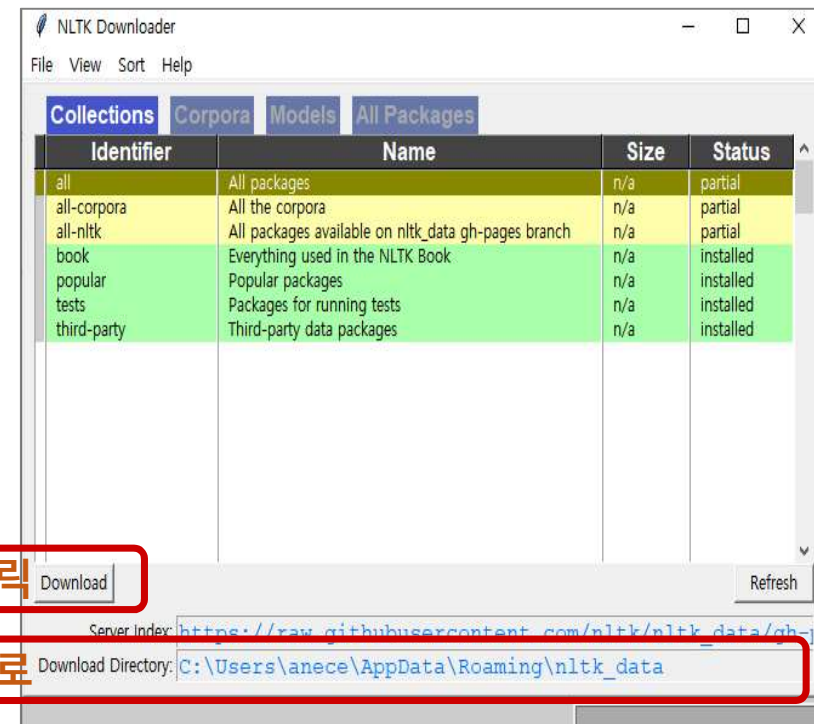 NLTK Downloader
File View Sort Help
Collections Corpora Models All Packages
Identifier Name Size Status
all All packages n/a partial
all-corpora All the corpora n/a partial
all-nltk All packages available on nltk_data gh-pages branch n/a partial
book Everything used in the NLTK Book n/a installed
popular Popular packages n/a installed
tests Packages for running tests n/a installed
third-party Third-party data packages n/a installed
릭 Download Refresh
Server Index: https://raw.githubusercontent.com/nltk/nltk_data/gh-p
로 Download Directory: C:\Users\anece\AppData\Roaming\nltk_data